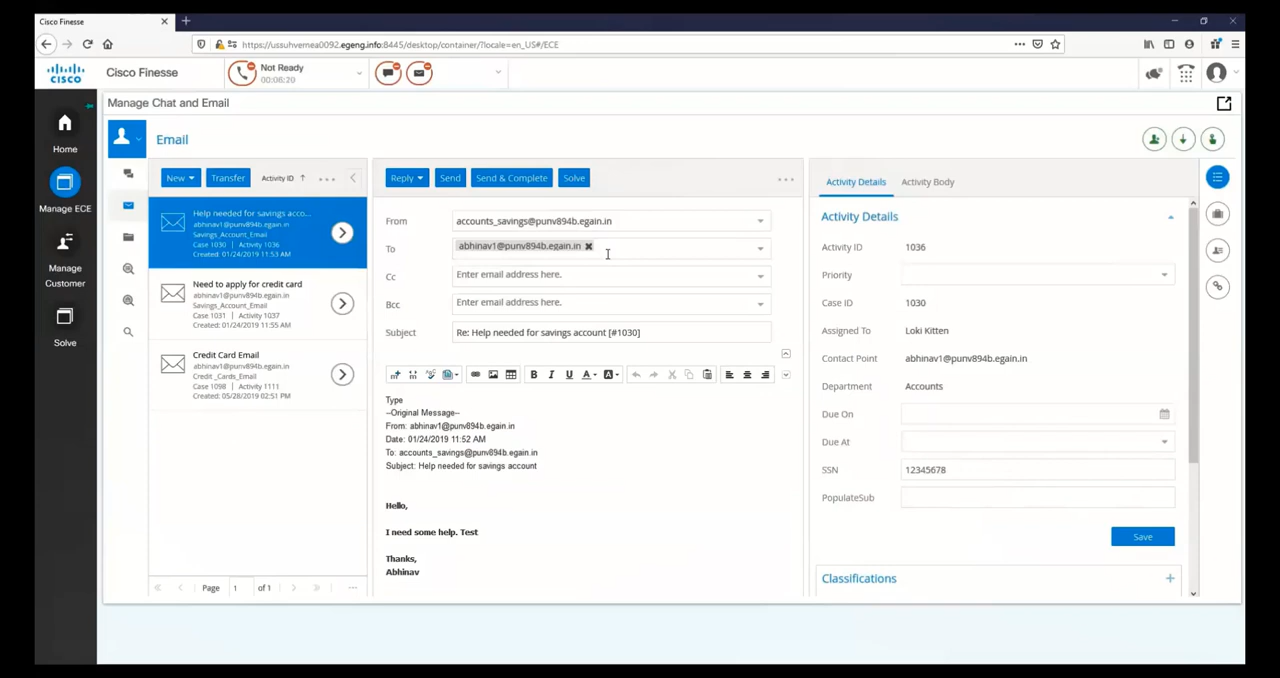 Cisco Finesse
https://ussuhvernea0092.egeng.info:8445/desktop/container/?locale=en_US#/ECE
CISCO
Cisco Finesse
Not Ready
00:06:20
Manage Chat and Email
Home
Manage ECE
Manage
Customer
Solve
Email
New
Transfer
Activity ID
Help needed for savings acco...
abhinav1@punv894b.egain.in
Savings_Account_Email
Case 1030 | Activity 1036
Created: 01/24/2019 11:53 AM
Need to apply for credit card
abhinav1@punv894b.egain.in
Savings_Account_Email
Case 1031 | Activity 1037
Created: 01/24/2019 11:55 AM
Credit Card Email
abhinav1@punv894b.egain.in
Credit_Cards_Email
Case 1098 | Activity 1111
Created: 05/28/2019 02:51 PM
Page 1 of 1
Reply
Send
Send & Complete
Solve
From accounts_savings@punv894b.egain.in
To abhinav1@punv894b.egain.in
Cc Enter email address here.
Bcc Enter email address here.
Subject Re: Help needed for savings account [#1030]
B I U A A
Type
--Original Message--
From: abhinav1@punv894b.egain.in
Date: 01/24/2019 11:52 AM
To: accounts_savings@punv894b.egain.in
Subject: Help needed for savings account
Hello,
I need some help. Test
Thanks,
Abhinav
Activity Details
Activity Body
Activity Details
Activity ID 1036
Priority
Case ID 1030
Assigned To Loki Kitten
Contact Point abhinav1@punv894b.egain.in
Department Accounts
Due On
Due At
SSN 12345678
PopulateSub
Save
Classifications